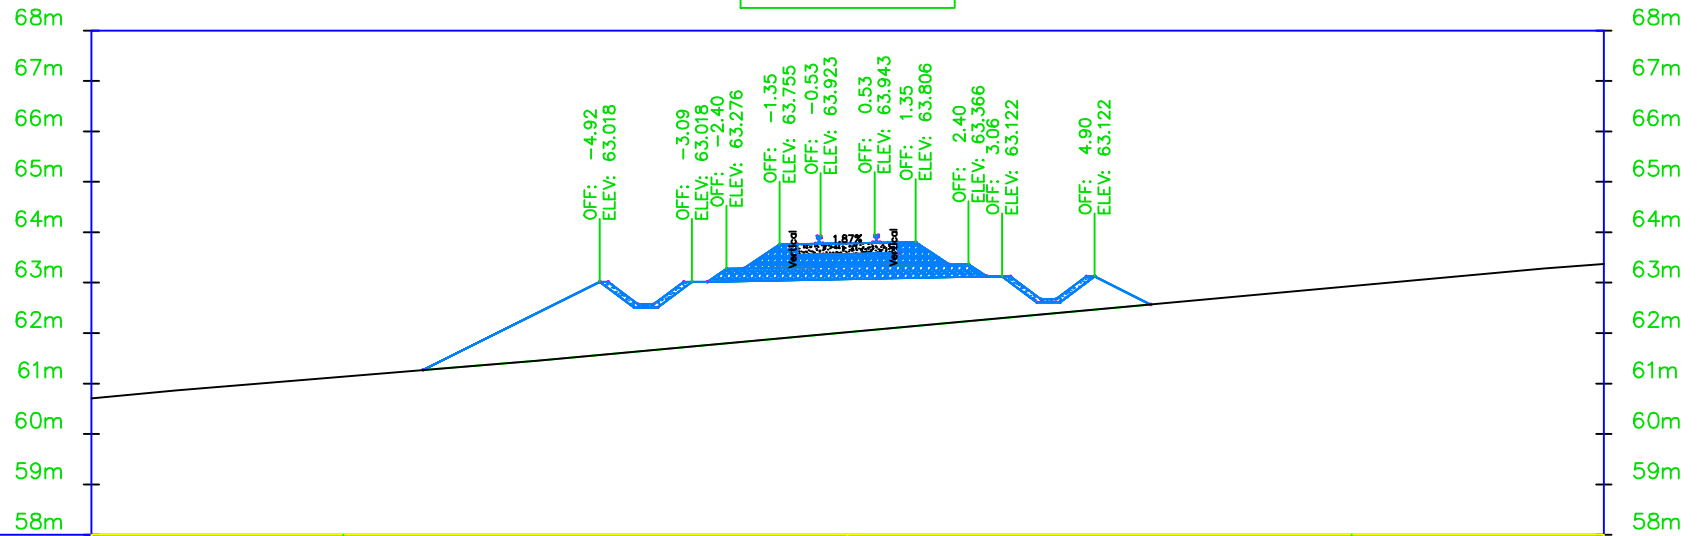 68m
67m
66m
65m
64m
63m
62m
61m
60m
59m
58m
OFF: -4.92
ELEV: 63.018
OFF: -3.09
ELEV: 63.018
OFF: -2.40
ELEV: 63.276
OFF: -1.35
ELEV: 63.755
OFF: -0.53
ELEV: 63.923
OFF: 0.53
ELEV: 63.943
OFF: 1.35
ELEV: 63.806
OFF: 2.40
ELEV: 63.366
OFF: 3.06
ELEV: 63.122
OFF: 4.90
ELEV: 63.122
Vertical
1.87%
Vertical
68m
67m
66m
65m
64m
63m
62m
61m
60m
59m
58m